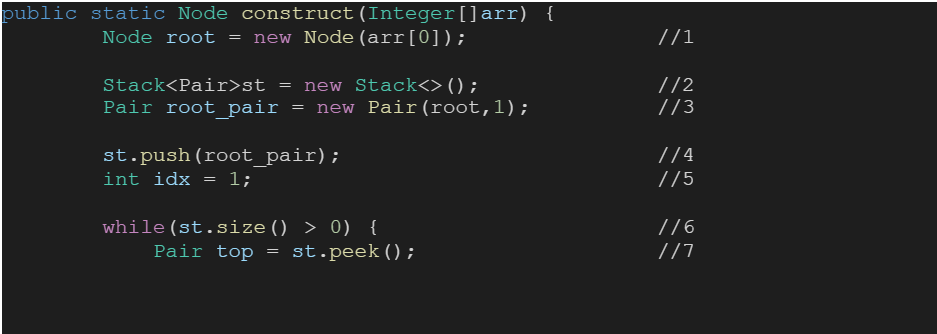 public static Node construct(Integer[]arr) {
Node root = new Node(arr[0]); //1
Stack<Pair>st = new Stack<>(); //2
Pair root_pair = new Pair(root,1); //3
st.push(root_pair); //4
int idx = 1; //5
while(st.size() > 0) { //6
Pair top = st.peek(); //7